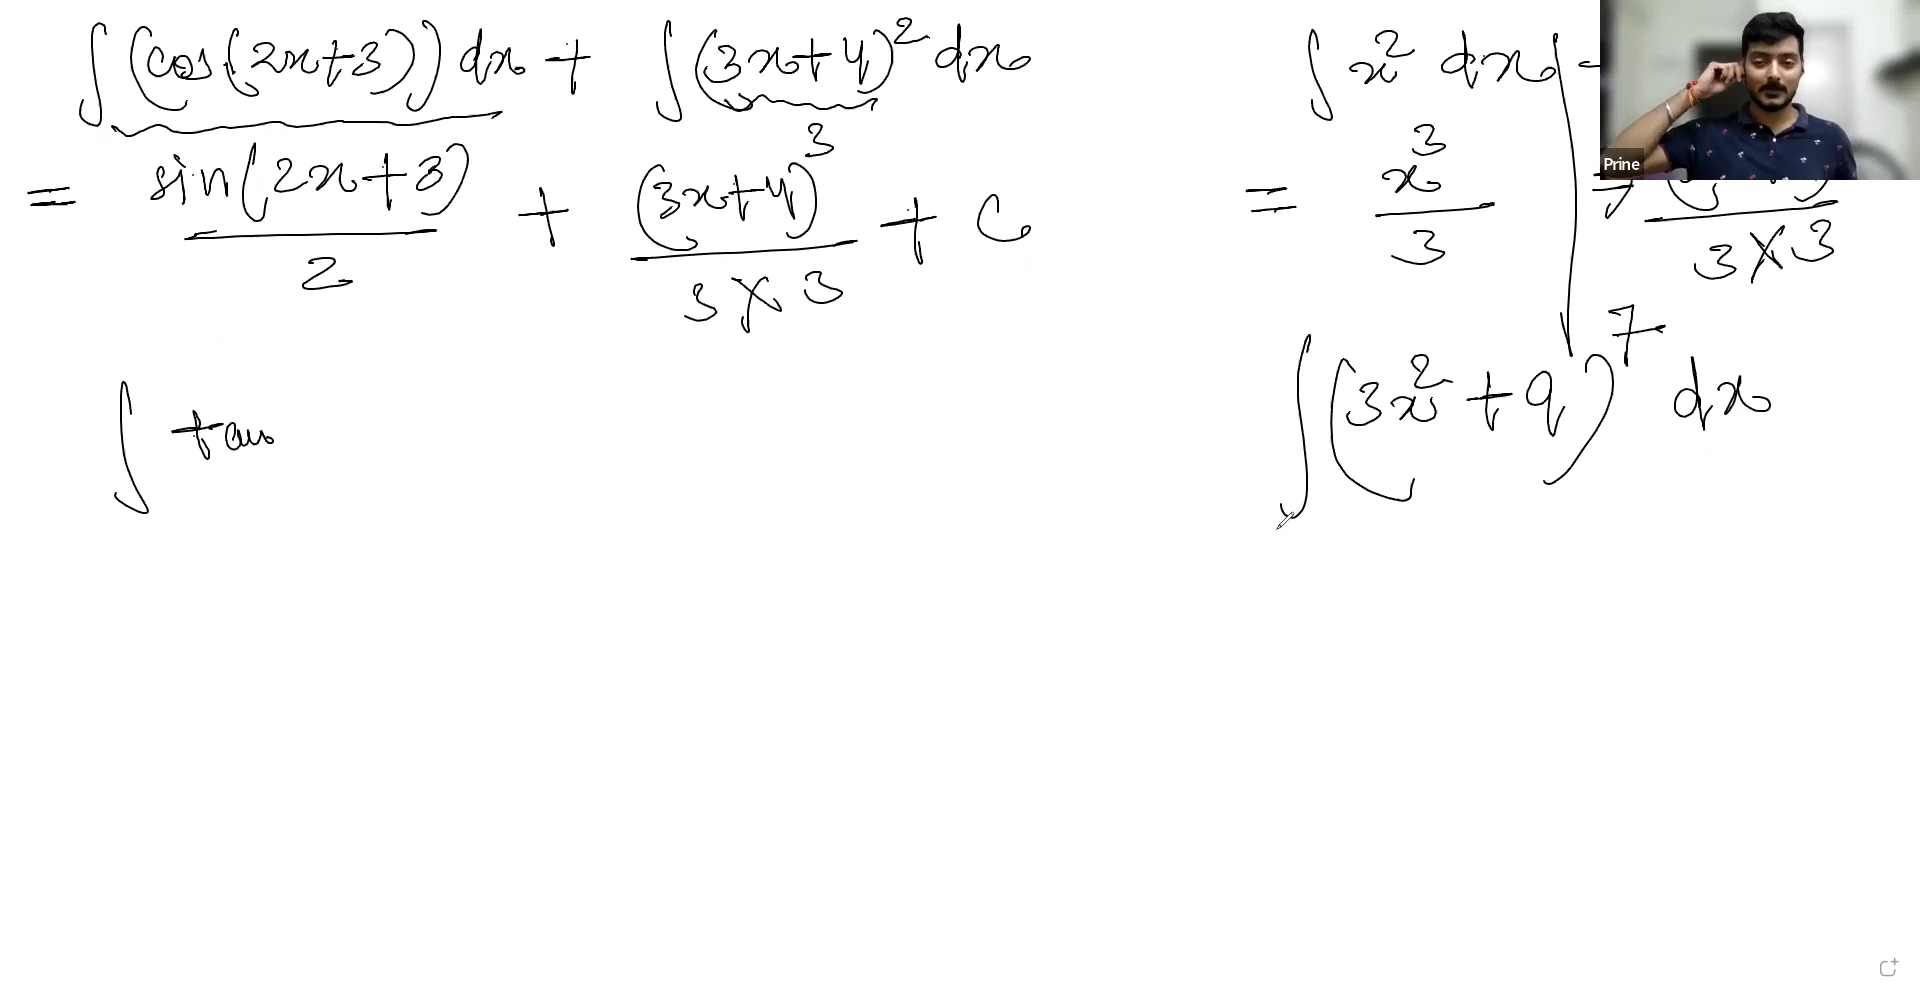 ∫(cos(2x+3))dx + ∫(3x+4)² dx
= sin(2x+3)/2 + (3x+4)³/(3×3) + C
∫ tan
∫x² dx
= x³/3
3×3
∫(3x²+9)⁷ dx
Prine